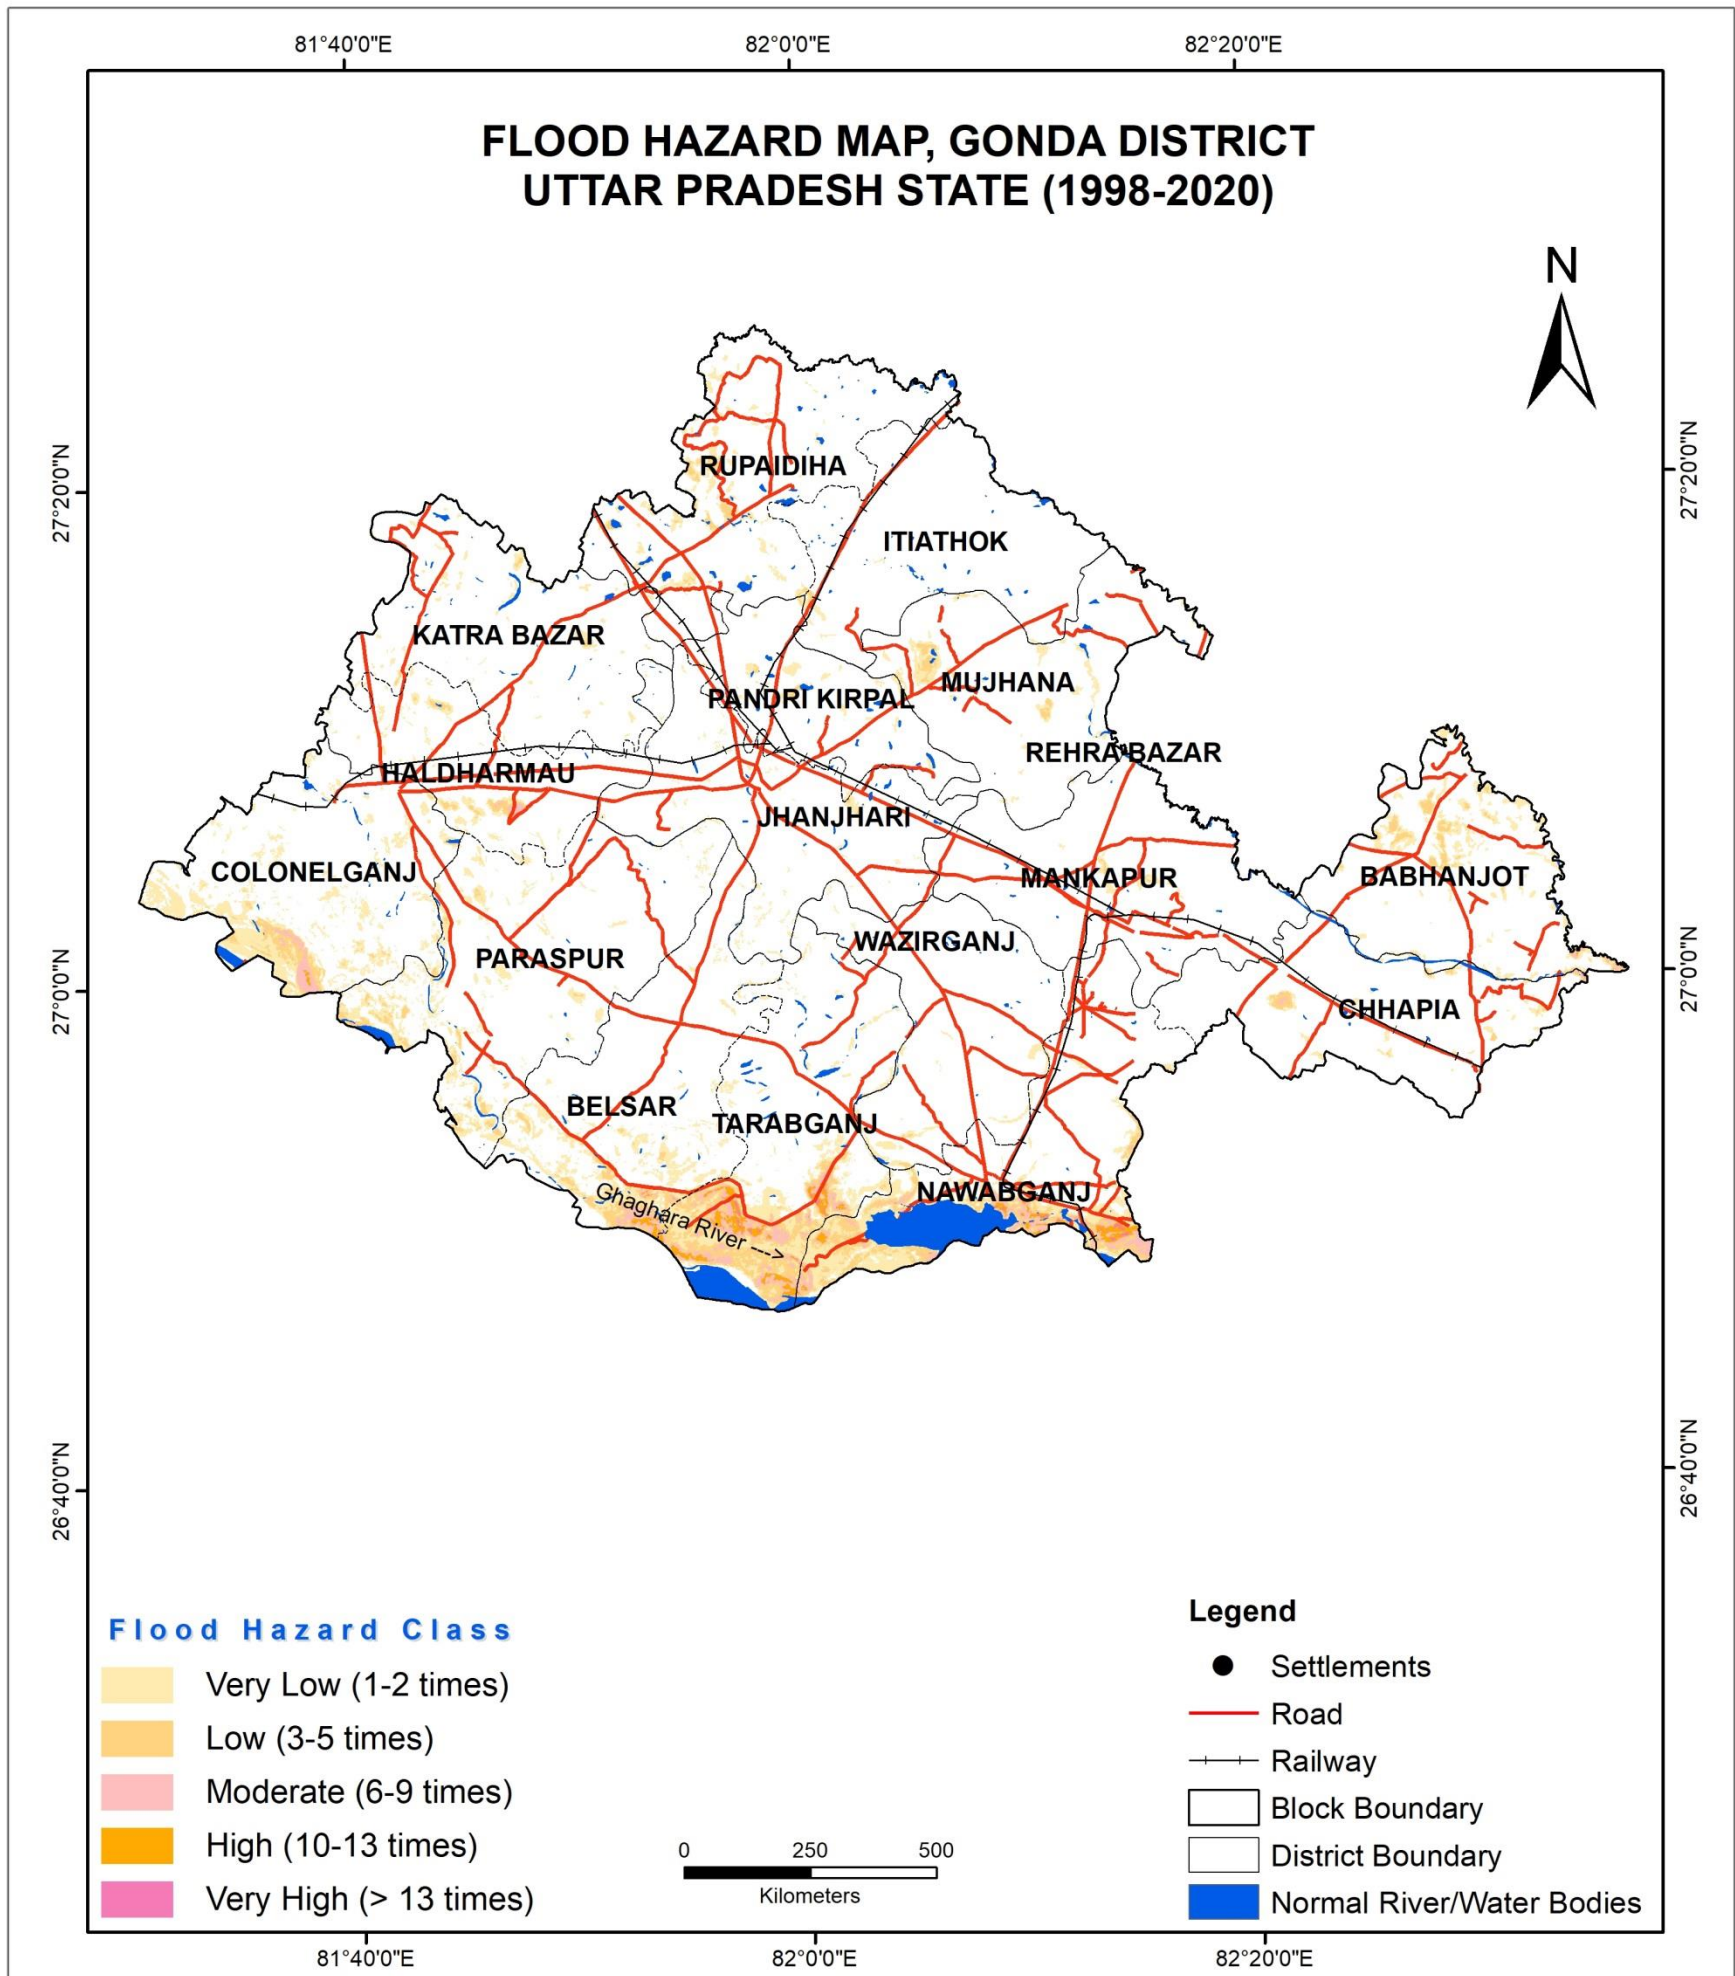 81°40'0"E 82°0'0"E 82°20'0"E
FLOOD HAZARD MAP, GONDA DISTRICT
UTTAR PRADESH STATE (1998-2020)
N
27°20'0"N
27°20'0"N
RUPAIDIHA
ITIATHOK
KATRA BAZAR
MUJHANA
PANDRI KIRPAL
REHRA BAZAR
HALDHARMAU
JHANJHARI
COLONELGANJ
MANKAPUR
BABHANJOT
WAZIRGANJ
PARASPUR
27°0'0"N
27°0'0"N
CHHAPIA
BELSAR
TARABGANJ
NAWABGANJ
Ghaghara River --->
26°40'0"N
26°40'0"N
Flood Hazard Class
Very Low (1-2 times)
Low (3-5 times)
Moderate (6-9 times)
High (10-13 times)
Very High (> 13 times)
0 250 500
Kilometers
Legend
Settlements
Road
Railway
Block Boundary
District Boundary
Normal River/Water Bodies
81°40'0"E 82°0'0"E 82°20'0"E